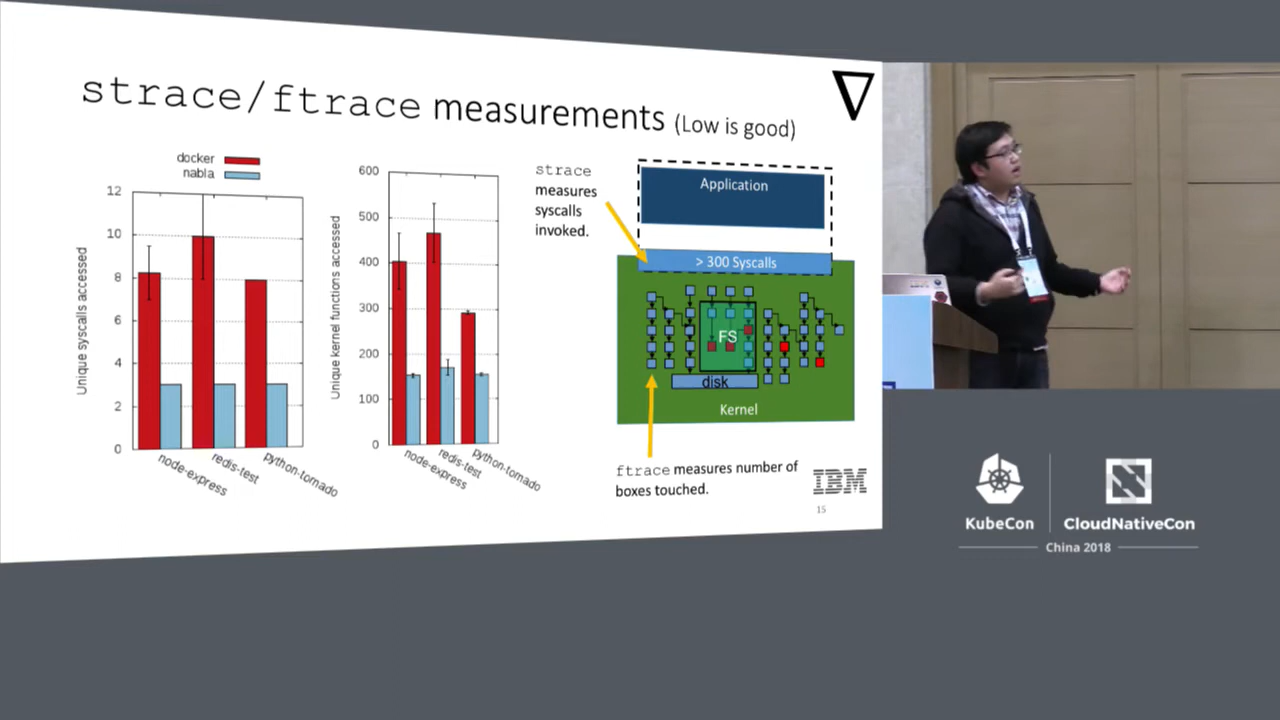 strace/ftrace measurements (Low is good)
docker
nabla
12
10
8
6
4
2
0
Unique syscalls accessed
node-express
redis-test
python-tornado
600
500
400
300
200
100
0
Unique kernel functions accessed
node-express
redis-test
python-tornado
strace
measures
syscalls
invoked.
Application
> 300 Syscalls
FS
disk
Kernel
ftrace measures number of
boxes touched.
IBM
15
KubeCon
CloudNativeCon
China 2018